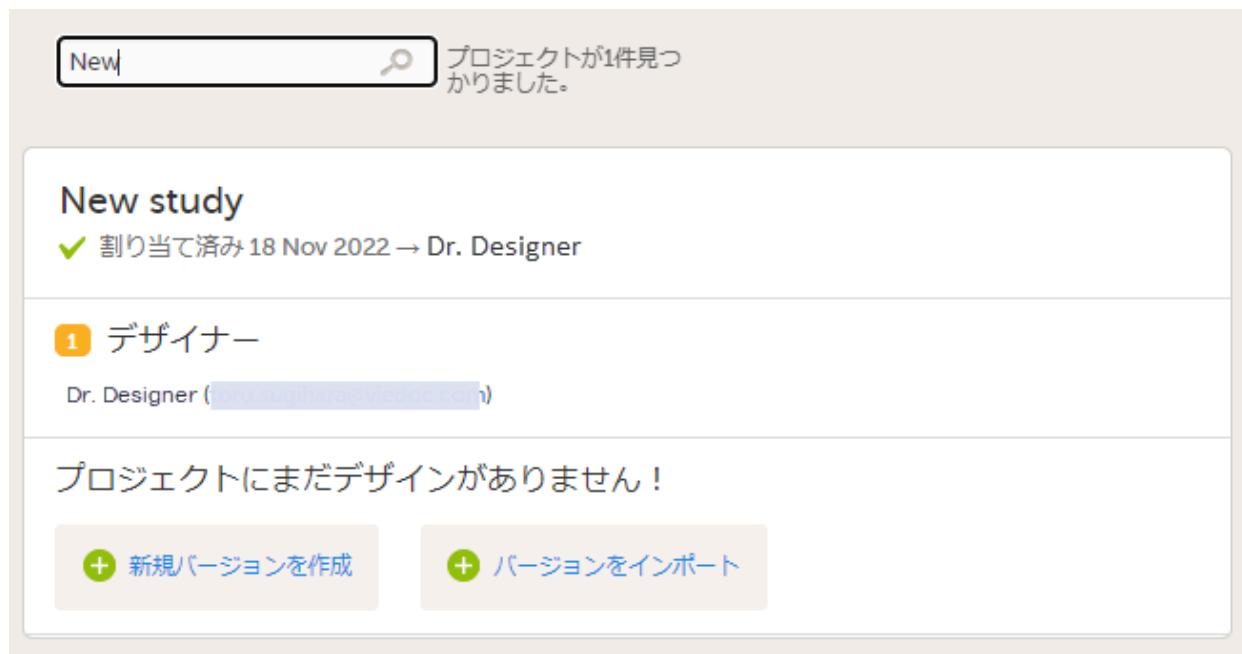 New
プロジェクトが1件見つ
かりました。
New study
割り当て済み 18 Nov 2022 → Dr. Designer
1 デザイナー
Dr. Designer (
プロジェクトにまだデザインがありません！
新規バージョンを作成
バージョンをインポート